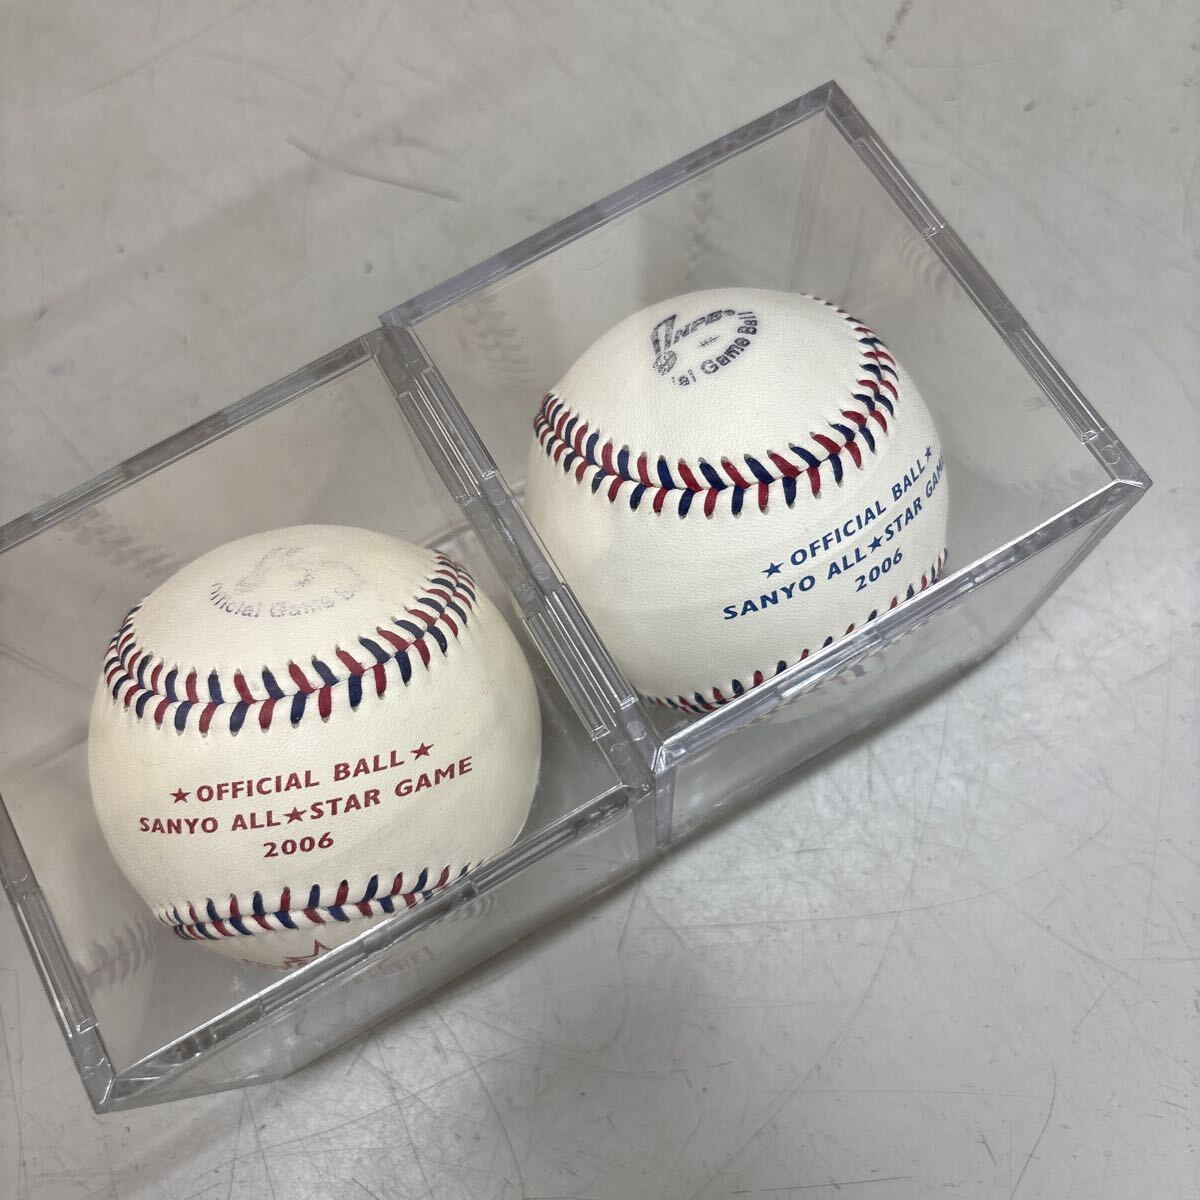 NPB
Game Ball
★OFFICIAL BALL★
SANYO ALL★STAR GAME
2006
Official Game
★OFFICIAL BALL★
SANYO ALL★STAR GAME
2006